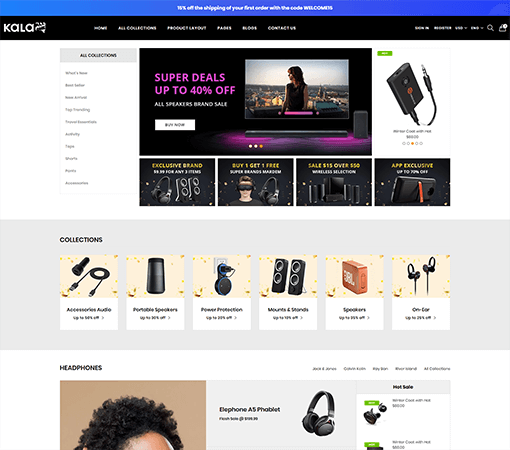 15% off the shipping of your first order with the code WELCOME15
KALA
HOME ALL COLLECTIONS PRODUCT LAYOUT PAGES BLOGS CONTACT US
SIGN IN REGISTER USD ENG
ALL COLLECTIONS
What's New
Best Seller
New Arrival
Top Trending
Travel Essentials
Activity
Tops
Shorts
Pants
Accessories
SUPER DEALS
UP TO 40% OFF
ALL SPEAKERS BRAND SALE
BUY NOW
Winter Coat with Hat
$69.00
EXCLUSIVE BRAND
$9.99 FOR ANY 3 ITEMS
BUY 1 GET 1 FREE
SUPER BRANDS MAXDEM
SALE $15 OVER $50
WIRELESS SELECTION
APP EXCLUSIVE
UP TO 70% OFF
COLLECTIONS
Accessories Audio
Up to 50% off
Portable Speakers
Up to 30% off
Power Protection
Up to 20% off
Mounts & Stands
Up to 10% off
Speakers
Up to 35% off
On-Ear
Up to 25% off
HEADPHONES
Jack & Jones Calvin Klein Ray Ban River Island All Collections
Elephone A5 Phablet
Flash Sale @ $199.99
Hot Sale
Winter Coat with Hat
$69.00
Winter Coat with Hat
$69.00